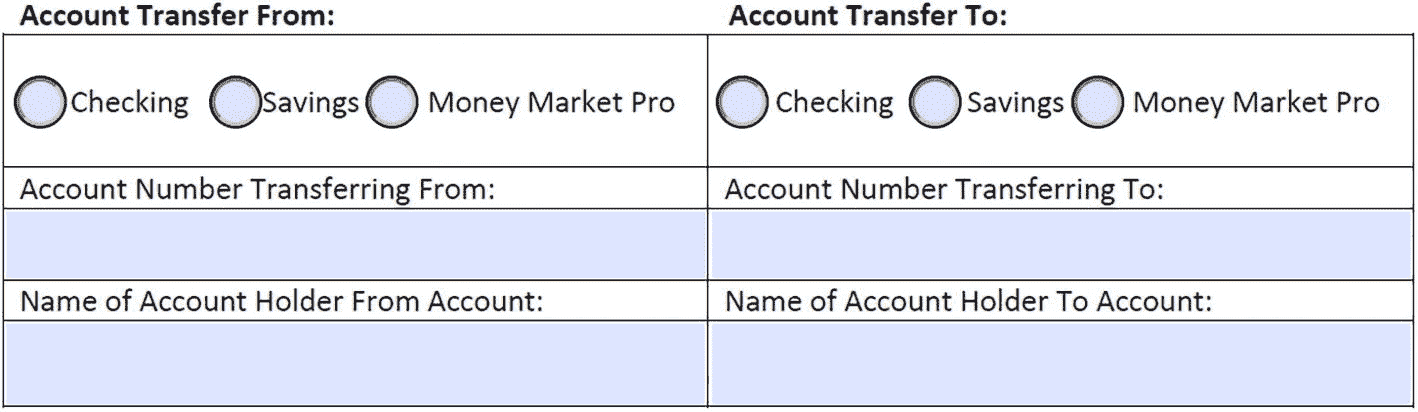 Account Transfer From: Account Transfer To:
Checking Savings Money Market Pro Checking Savings Money Market Pro
Account Number Transferring From: Account Number Transferring To:
Name of Account Holder From Account: Name of Account Holder To Account: